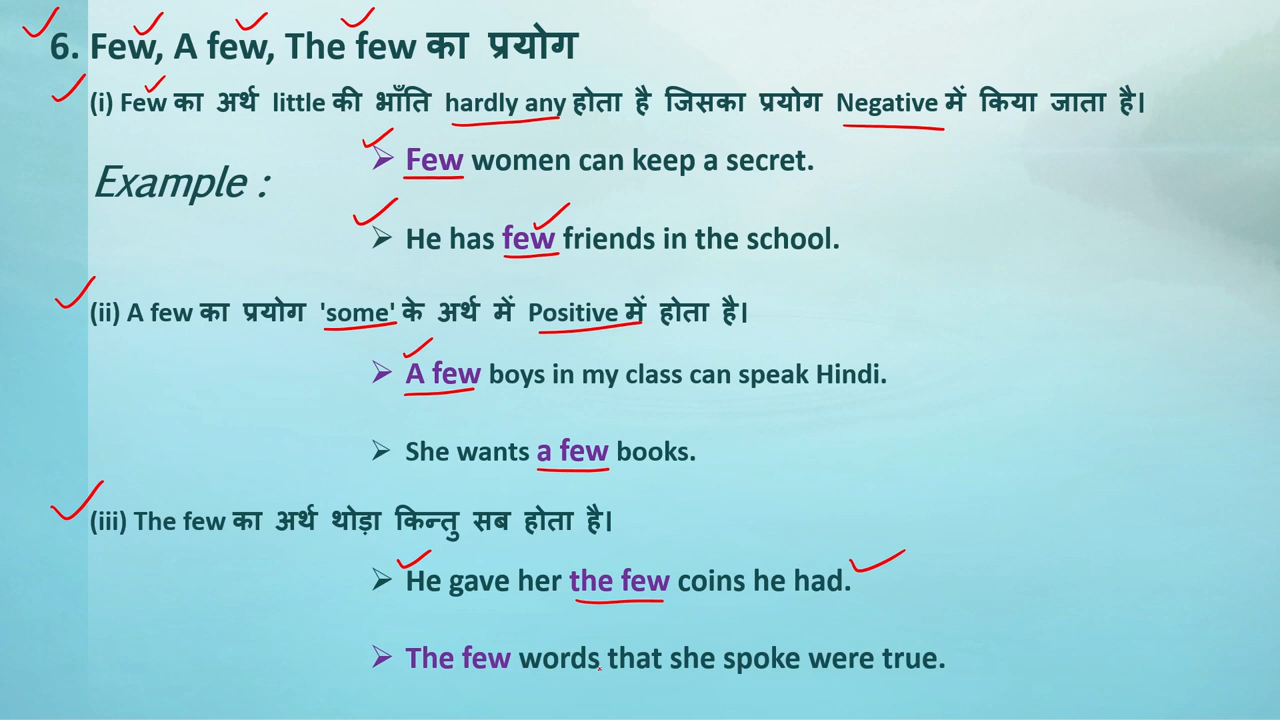 6. Few, A few, The few का प्रयोग
(i) Few का अर्थ little की भाँति hardly any होता है जिसका प्रयोग Negative में किया जाता है।
Example :
➢ Few women can keep a secret.
➢ He has few friends in the school.
(ii) A few का प्रयोग 'some' के अर्थ में Positive में होता है।
➢ A few boys in my class can speak Hindi.
➢ She wants a few books.
(iii) The few का अर्थ थोड़ा किन्तु सब होता है।
➢ He gave her the few coins he had.
➢ The few words that she spoke were true.